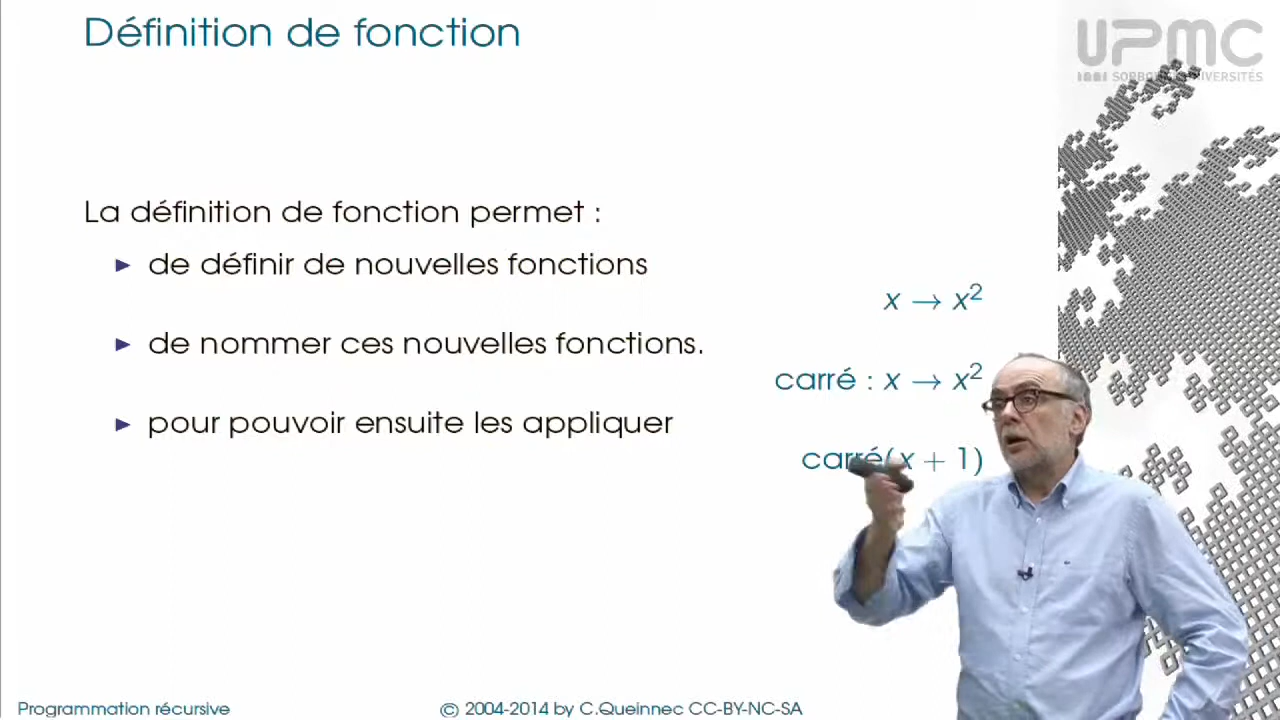 Définition de fonction
UPMC
SORBONNE UNIVERSITÉS
La définition de fonction permet :
▶ de définir de nouvelles fonctions
x → x²
▶ de nommer ces nouvelles fonctions.
carré : x → x²
▶ pour pouvoir ensuite les appliquer
carré(x + 1)
Programmation récursive
© 2004-2014 by C.Queinnec CC-BY-NC-SA